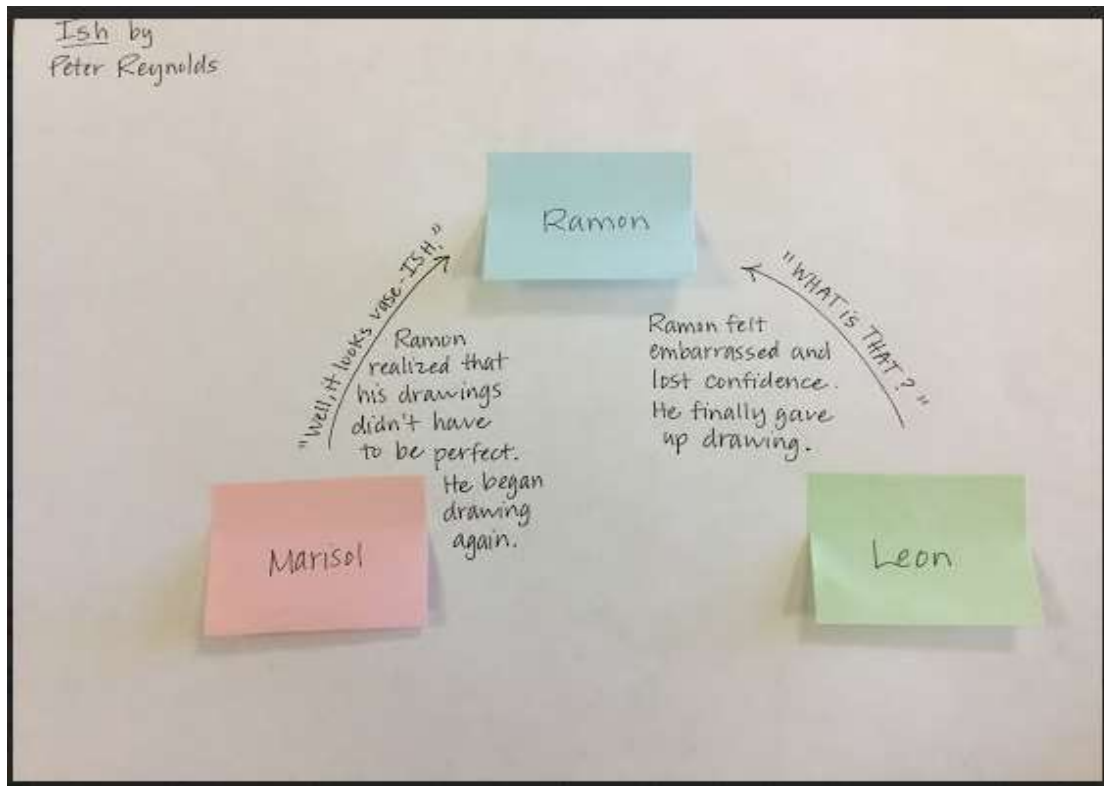 Ish by
Peter Reynolds
Ramon
"Well, it looks vase-ISH."
Ramon
realized that
his drawings
didn't have
to be perfect.
He began
drawing
again.
"WHAT is THAT?"
Ramon felt
embarrassed and
lost confidence.
He finally gave
up drawing.
Marisol
Leon